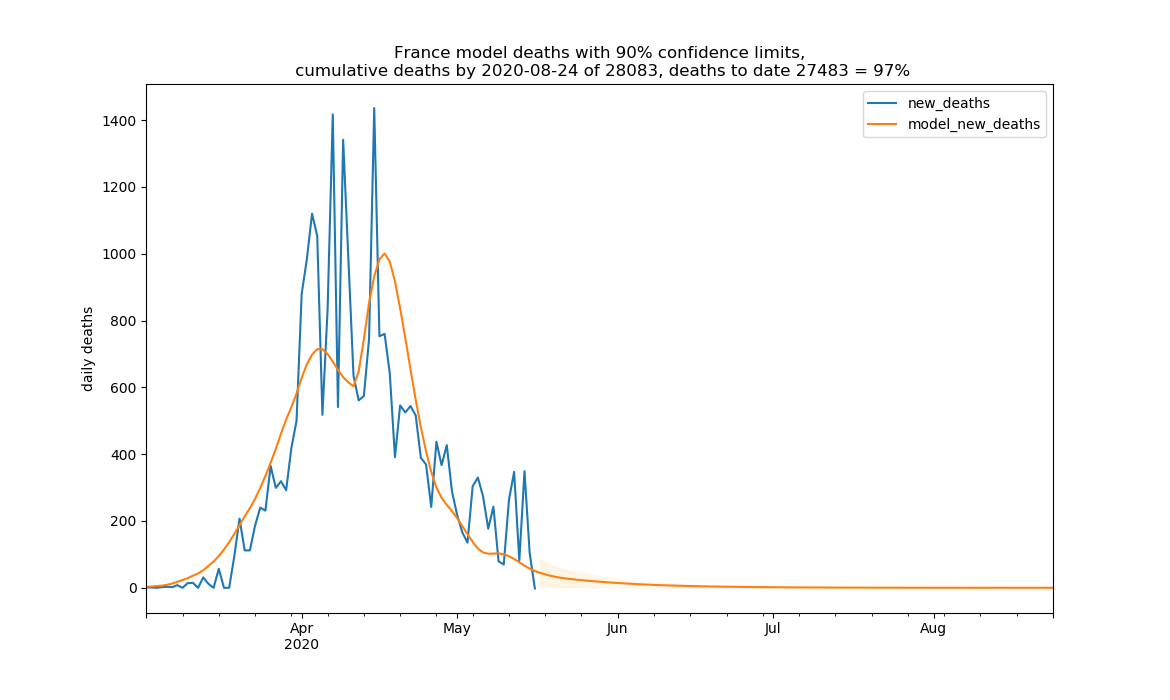 France model deaths with 90% confidence limits,
cumulative deaths by 2020-08-24 of 28083, deaths to date 27483 = 97%
new_deaths
model_new_deaths
1400
1200
1000
800
600
400
200
0
daily deaths
Apr
2020
May
Jun
Jul
Aug